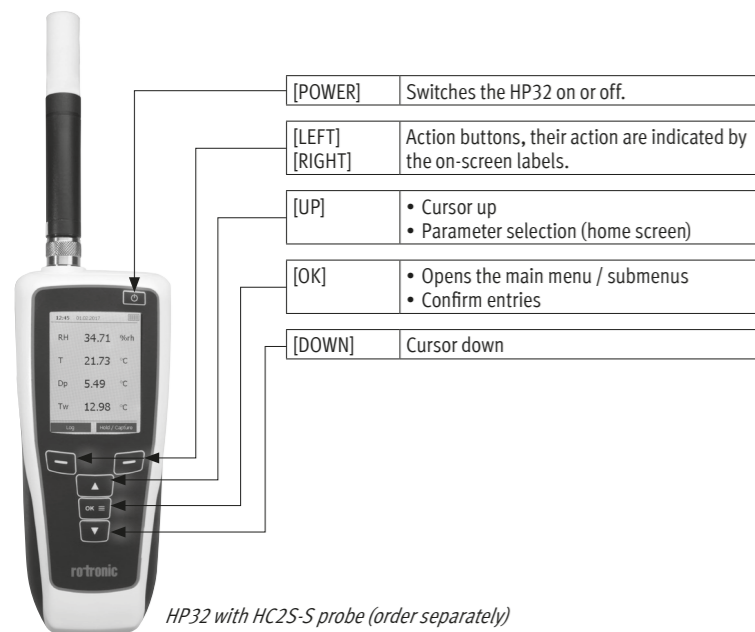 [POWER] Switches the HP32 on or off.
[LEFT]
[RIGHT]
Action buttons, their action are indicated by
the on-screen labels.
[UP]
• Cursor up
• Parameter selection (home screen)
[OK]
• Opens the main menu / submenus
• Confirm entries
[DOWN] Cursor down
12:45 01.02.2017
RH 34.71 %rh
T 21.73 °C
Dp 5.49 °C
Tw 12.98 °C
Log Hold / Capture
OK
rotronic
HP32 with HC2S-S probe (order separately)